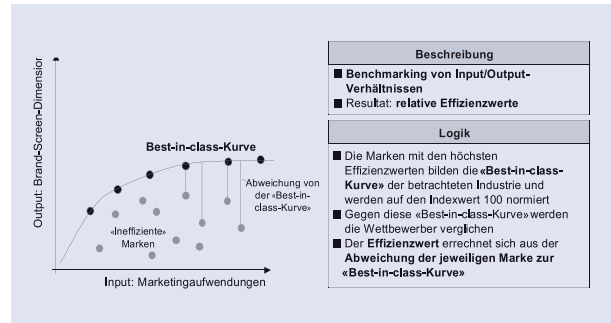 Output: Brand-Screen-Dimension
Best-in-class-Kurve
Abweichung von
der «Best-in-
class-Kurve»
«Ineffiziente»
Marken
Input: Marketingaufwendungen
Beschreibung
■ Benchmarking von Input/Output-
Verhältnissen
■ Resultat: relative Effizienzwerte
Logik
■ Die Marken mit den höchsten
Effizienzwerten bilden die «Best-in-class-
Kurve» der betrachteten Industrie und
werden auf den Indexwert 100 normiert
■ Gegen diese «Best-in-class-Kurve» werden
die Wettbewerber verglichen
■ Der Effizienzwert errechnet sich aus der
Abweichung der jeweiligen Marke zur
«Best-in-class-Kurve»